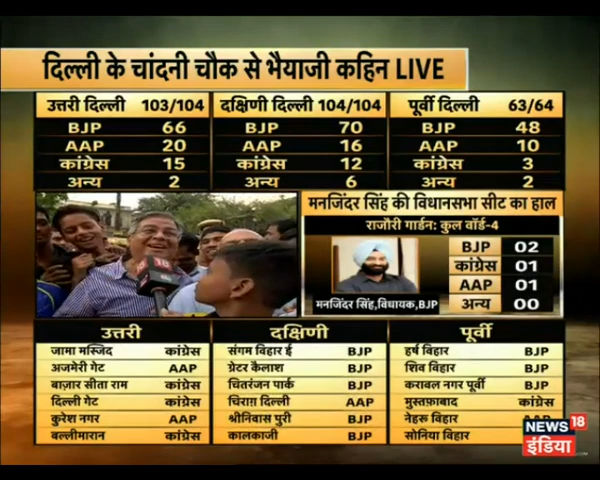 दिल्ली के चांदनी चौक से भैयाजी कहिन LIVE
उत्तरी दिल्ली 103/104
BJP 66
AAP 20
कांग्रेस 15
अन्य 2
दक्षिणी दिल्ली 104/104
BJP 70
AAP 16
कांग्रेस 12
अन्य 6
पूर्वी दिल्ली 63/64
BJP 48
AAP 10
कांग्रेस 3
अन्य 2
18
मनजिंदर सिंह की विधानसभा सीट का हाल
राजौरी गार्डन: कुल वॉर्ड-4
मनजिंदर सिंह,विधायक,BJP
BJP 02
कांग्रेस 01
AAP 01
अन्य 00
उत्तरी
जामा मस्जिद कांग्रेस
अजमेरी गेट AAP
बाज़ार सीता राम कांग्रेस
दिल्ली गेट कांग्रेस
कुरेश नगर AAP
बल्लीमारान कांग्रेस
दक्षिणी
संगम विहार ई BJP
ग्रेटर कैलाश BJP
चितरंजन पार्क BJP
चिराग़ दिल्ली AAP
श्रीनिवास पुरी BJP
कालकाजी BJP
पूर्वी
हर्ष विहार BJP
शिव विहार BJP
करावल नगर पूर्वी BJP
मुस्तफ़ाबाद कांग्रेस
नेहरू विहार
सोनिया विहार
NEWS 18
इंडिया